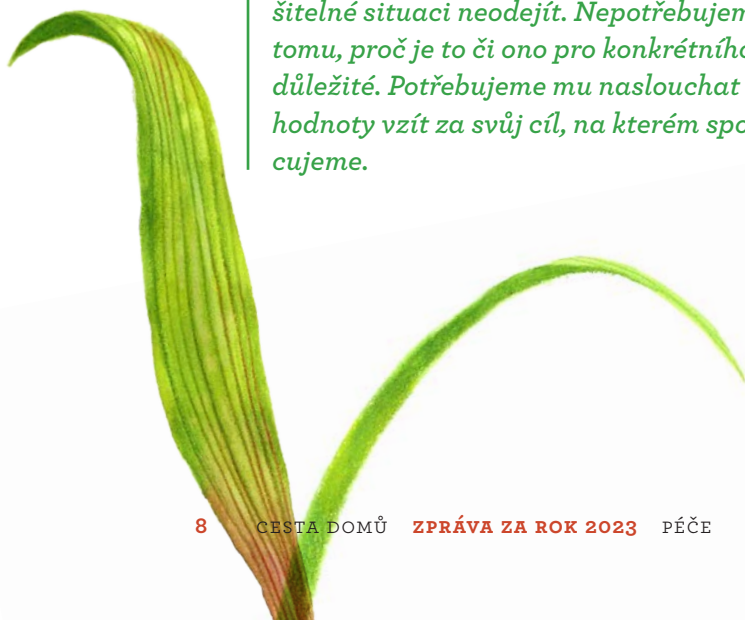 šitelné situaci neodejít. Nepotřebujem
tomu, proč je to či ono pro konkrétního
důležité. Potřebujeme mu naslouchat
hodnoty vzít za svůj cíl, na kterém spo
cujeme.
8 CESTA DOMŮ ZPRÁVA ZA ROK 2023 PÉČE